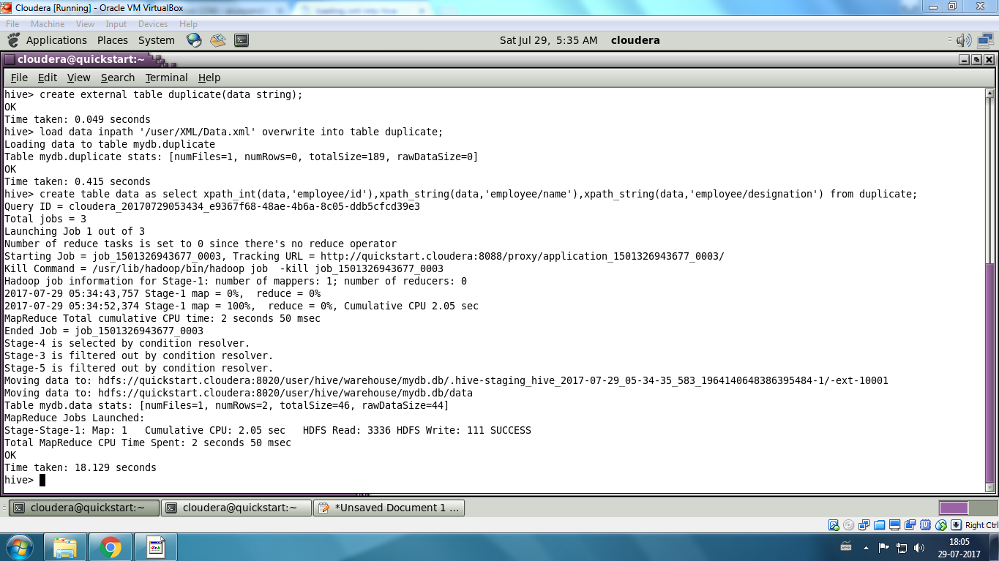 Cloudera [Running] - Oracle VM VirtualBox
File Machine View Input Devices Help
Applications Places System Sat Jul 29, 5:35 AM cloudera
cloudera@quickstart:~
File Edit View Search Terminal Help
hive> create external table duplicate(data string);
OK
Time taken: 0.049 seconds
hive> load data inpath '/user/XML/Data.xml' overwrite into table duplicate;
Loading data to table mydb.duplicate
Table mydb.duplicate stats: [numFiles=1, numRows=0, totalSize=189, rawDataSize=0]
OK
Time taken: 0.415 seconds
hive> create table data as select xpath_int(data,'employee/id'),xpath_string(data,'employee/name'),xpath_string(data,'employee/designation') from duplicate;
Query ID = cloudera_20170729053434_e9367f68-48ae-4b6a-8c05-ddb5cfcd39e3
Total jobs = 3
Launching Job 1 out of 3
Number of reduce tasks is set to 0 since there's no reduce operator
Starting Job = job_1501326943677_0003, Tracking URL = http://quickstart.cloudera:8088/proxy/application_1501326943677_0003/
Kill Command = /usr/lib/hadoop/bin/hadoop job  -kill job_1501326943677_0003
Hadoop job information for Stage-1: number of mappers: 1; number of reducers: 0
2017-07-29 05:34:43,757 Stage-1 map = 0%,  reduce = 0%
2017-07-29 05:34:52,374 Stage-1 map = 100%,  reduce = 0%, Cumulative CPU 2.05 sec
MapReduce Total cumulative CPU time: 2 seconds 50 msec
Ended Job = job_1501326943677_0003
Stage-4 is selected by condition resolver.
Stage-3 is filtered out by condition resolver.
Stage-5 is filtered out by condition resolver.
Moving data to: hdfs://quickstart.cloudera:8020/user/hive/warehouse/mydb.db/.hive-staging_hive_2017-07-29_05-34-35_583_1964140648386395484-1/-ext-10001
Moving data to: hdfs://quickstart.cloudera:8020/user/hive/warehouse/mydb.db/data
Table mydb.data stats: [numFiles=1, numRows=2, totalSize=46, rawDataSize=44]
MapReduce Jobs Launched:
Stage-Stage-1: Map: 1   Cumulative CPU: 2.05 sec   HDFS Read: 3336 HDFS Write: 111 SUCCESS
Total MapReduce CPU Time Spent: 2 seconds 50 msec
OK
Time taken: 18.129 seconds
hive>
cloudera@quickstart:~ cloudera@quickstart:~ *Unsaved Document 1 ...
Right Ctrl
18:05
29-07-2017